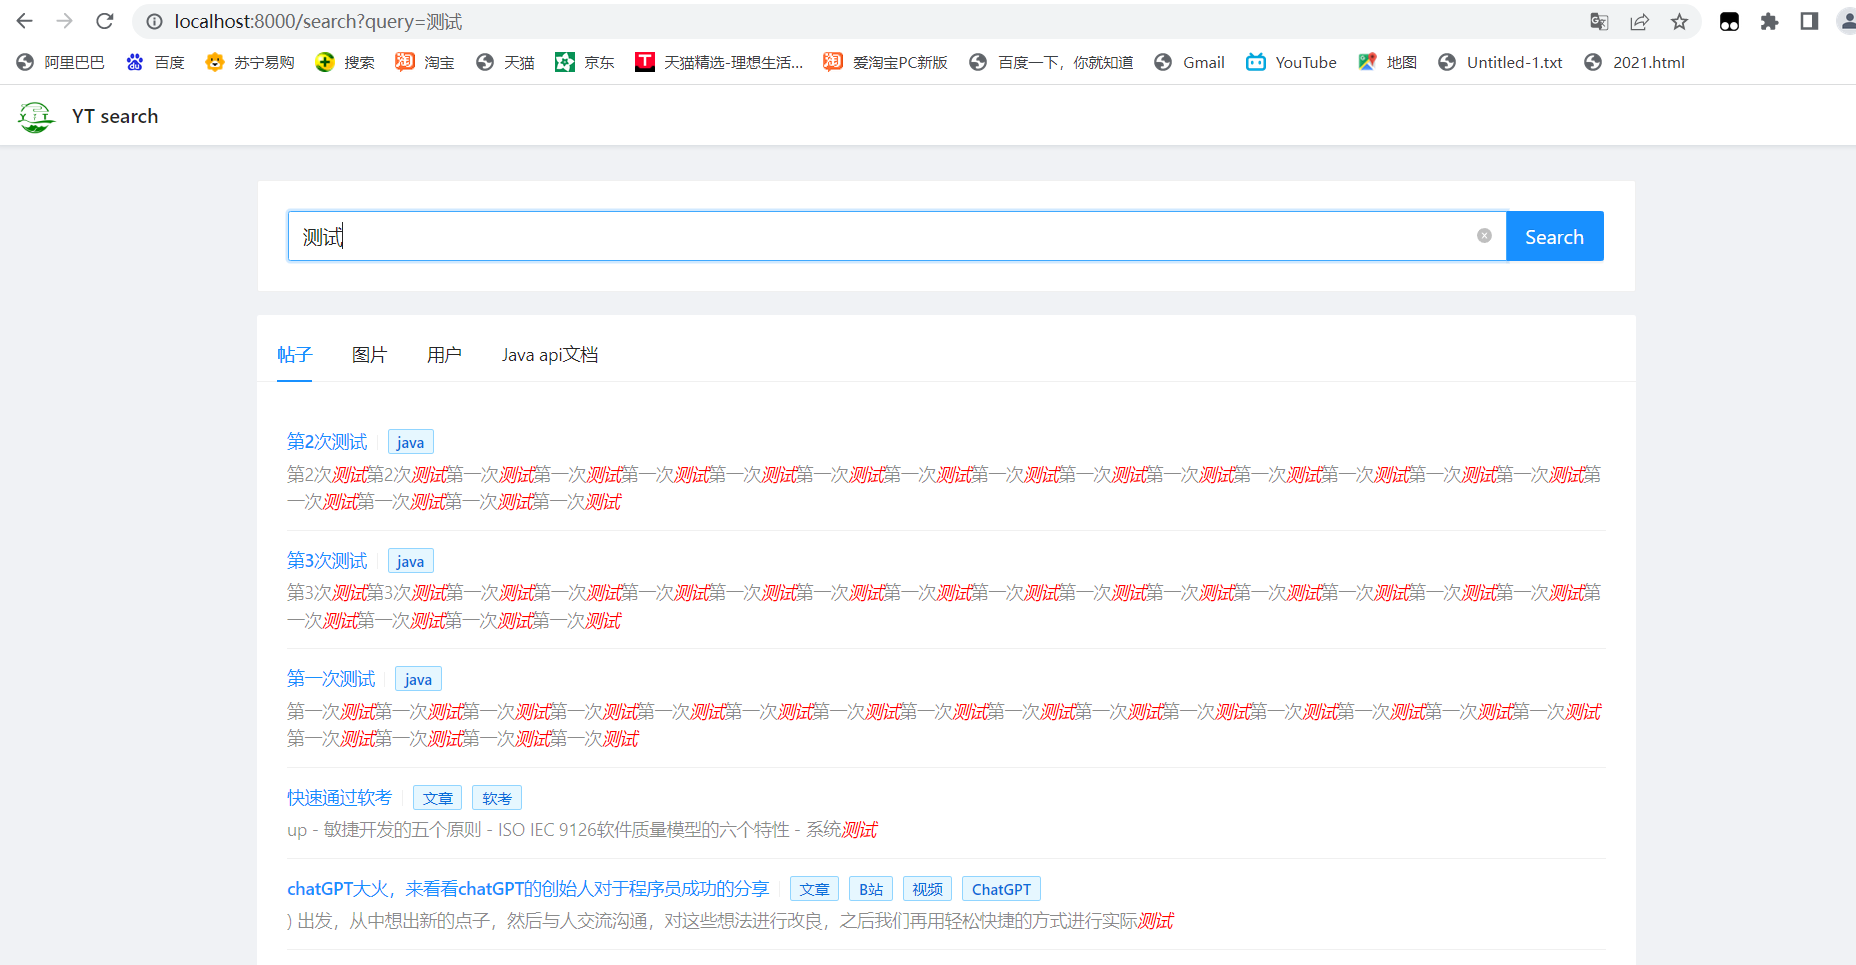 localhost:8000/search?query=测试
阿里巴巴 百度 苏宁易购 搜索 淘宝 天猫 京东 天猫精选-理想生活... 爱淘宝PC新版 百度一下，你就知道 Gmail YouTube 地图 Untitled-1.txt 2021.html
YT search
测试 Search
帖子 图片 用户 Java api文档
第2次测试 java
第2次测试第2次测试第一次测试第一次测试第一次测试第一次测试第一次测试第一次测试第一次测试第一次测试第一次测试第一次测试第一次测试第一次测试第一次测试第
一次测试第一次测试第一次测试第一次测试
第3次测试 java
第3次测试第3次测试第一次测试第一次测试第一次测试第一次测试第一次测试第一次测试第一次测试第一次测试第一次测试第一次测试第一次测试第一次测试第一次测试第
一次测试第一次测试第一次测试第一次测试
第一次测试 java
第一次测试第一次测试第一次测试第一次测试第一次测试第一次测试第一次测试第一次测试第一次测试第一次测试第一次测试第一次测试第一次测试第一次测试第一次测试
第一次测试第一次测试第一次测试第一次测试
快速通过软考 文章 软考
up - 敏捷开发的五个原则 - ISO IEC 9126软件质量模型的六个特性 - 系统测试
chatGPT大火，来看看chatGPT的创始人对于程序员成功的分享 文章 B站 视频 ChatGPT
) 出发，从中想出新的点子，然后与人交流沟通，对这些想法进行改良，之后我们再用轻松快捷的方式进行实际测试